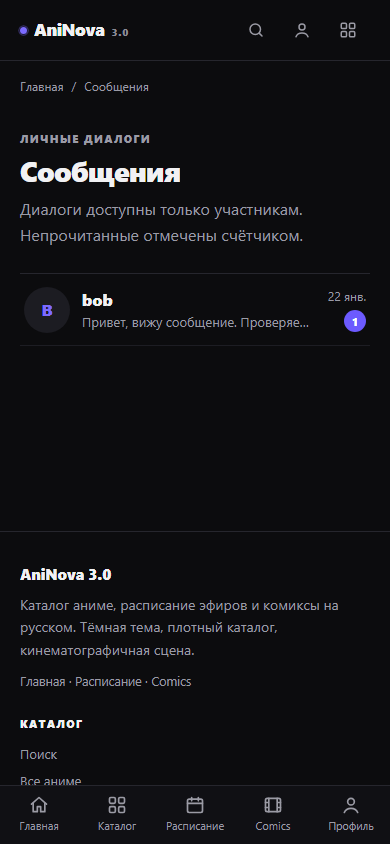 AniNova 3.0
Главная / Сообщения
ЛИЧНЫЕ ДИАЛОГИ
Сообщения
Диалоги доступны только участникам.
Непрочитанные отмечены счётчиком.
B
bob
22 янв.
Привет, вижу сообщение. Проверяе...
1
AniNova 3.0
Каталог аниме, расписание эфиров и комиксы на
русском. Тёмная тема, плотный каталог,
кинематографичная сцена.
Главная · Расписание · Comics
КАТАЛОГ
Поиск
Все аниме
Главная
Каталог
Расписание
Comics
Профиль